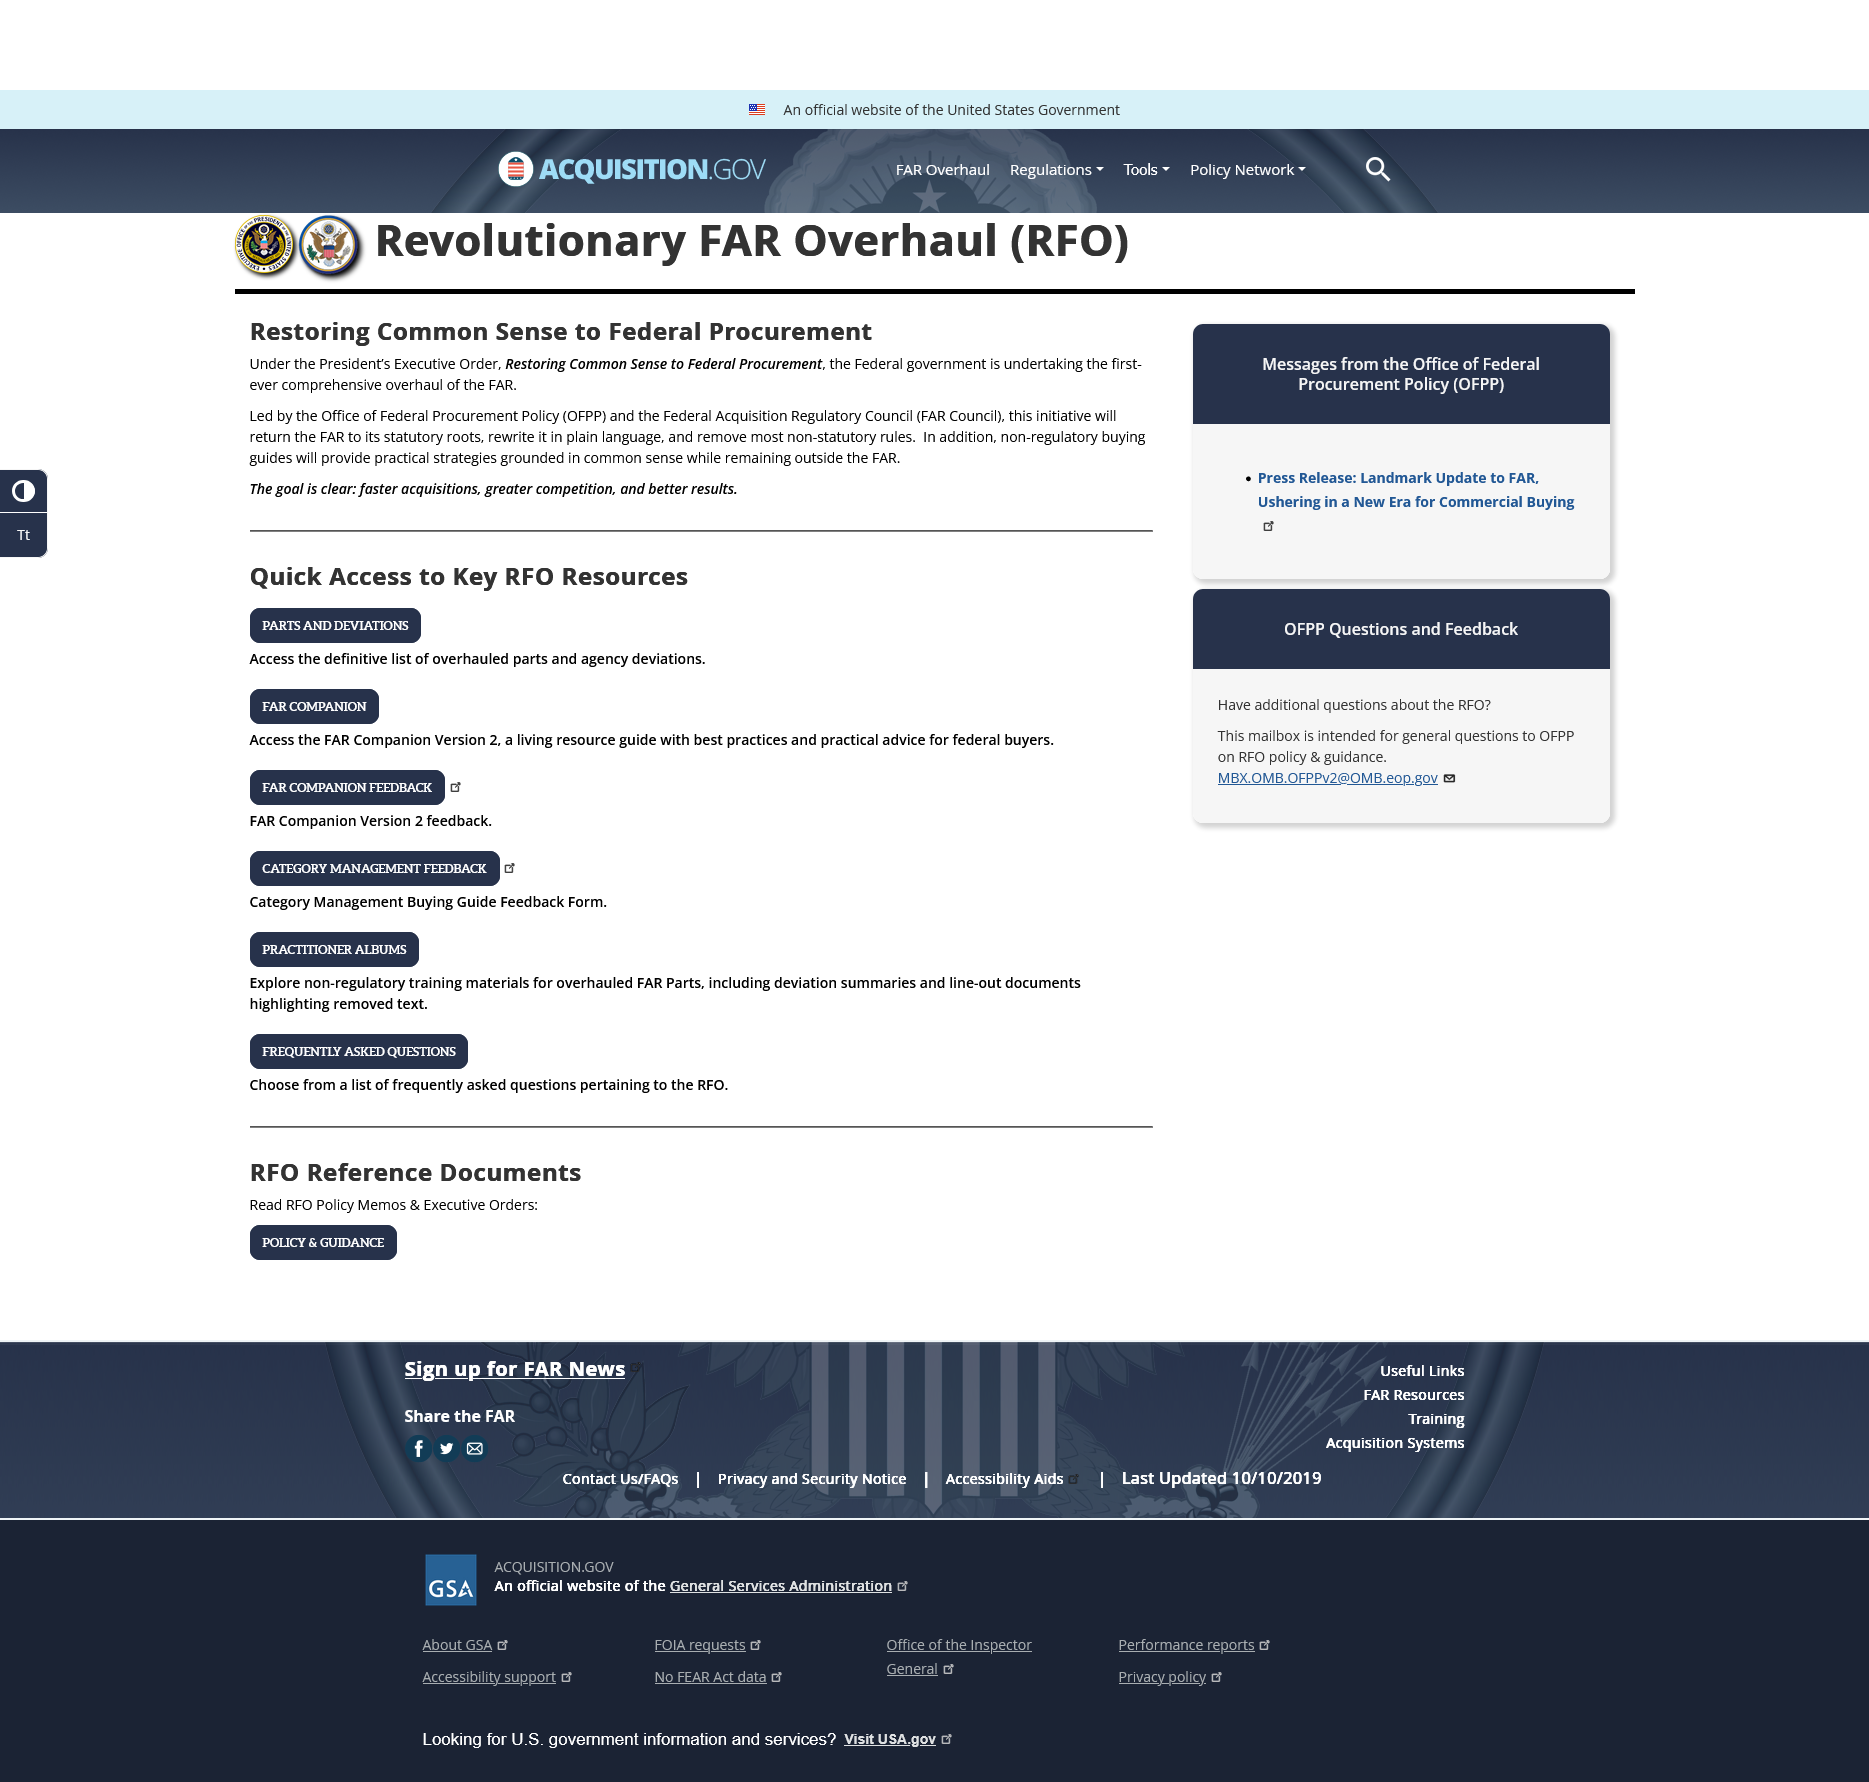 An official website of the United States Government
ACQUISITION.GOV
FAR Overhaul Regulations Tools Policy Network
Revolutionary FAR Overhaul (RFO)
Restoring Common Sense to Federal Procurement
Under the President’s Executive Order, Restoring Common Sense to Federal Procurement, the Federal government is undertaking the first-
ever comprehensive overhaul of the FAR.
Led by the Office of Federal Procurement Policy (OFPP) and the Federal Acquisition Regulatory Council (FAR Council), this initiative will
return the FAR to its statutory roots, rewrite it in plain language, and remove most non-statutory rules.  In addition, non-regulatory buying
guides will provide practical strategies grounded in common sense while remaining outside the FAR.
The goal is clear: faster acquisitions, greater competition, and better results.
Tt
Quick Access to Key RFO Resources
PARTS AND DEVIATIONS
Access the definitive list of overhauled parts and agency deviations.
FAR COMPANION
Access the FAR Companion Version 2, a living resource guide with best practices and practical advice for federal buyers.
FAR COMPANION FEEDBACK
FAR Companion Version 2 feedback.
CATEGORY MANAGEMENT FEEDBACK
Category Management Buying Guide Feedback Form.
PRACTITIONER ALBUMS
Explore non-regulatory training materials for overhauled FAR Parts, including deviation summaries and line-out documents
highlighting removed text.
FREQUENTLY ASKED QUESTIONS
Choose from a list of frequently asked questions pertaining to the RFO.
RFO Reference Documents
Read RFO Policy Memos & Executive Orders:
POLICY & GUIDANCE
Messages from the Office of Federal
Procurement Policy (OFPP)
Press Release: Landmark Update to FAR,
Ushering in a New Era for Commercial Buying
OFPP Questions and Feedback
Have additional questions about the RFO?
This mailbox is intended for general questions to OFPP
on RFO policy & guidance.
MBX.OMB.OFPPv2@OMB.eop.gov
Sign up for FAR News
Share the FAR
Useful Links
FAR Resources
Training
Acquisition Systems
Contact Us/FAQs | Privacy and Security Notice | Accessibility Aids | Last Updated 10/10/2019
GSA
ACQUISITION.GOV
An official website of the General Services Administration
About GSA
Accessibility support
FOIA requests
No FEAR Act data
Office of the Inspector
General
Performance reports
Privacy policy
Looking for U.S. government information and services? Visit USA.gov